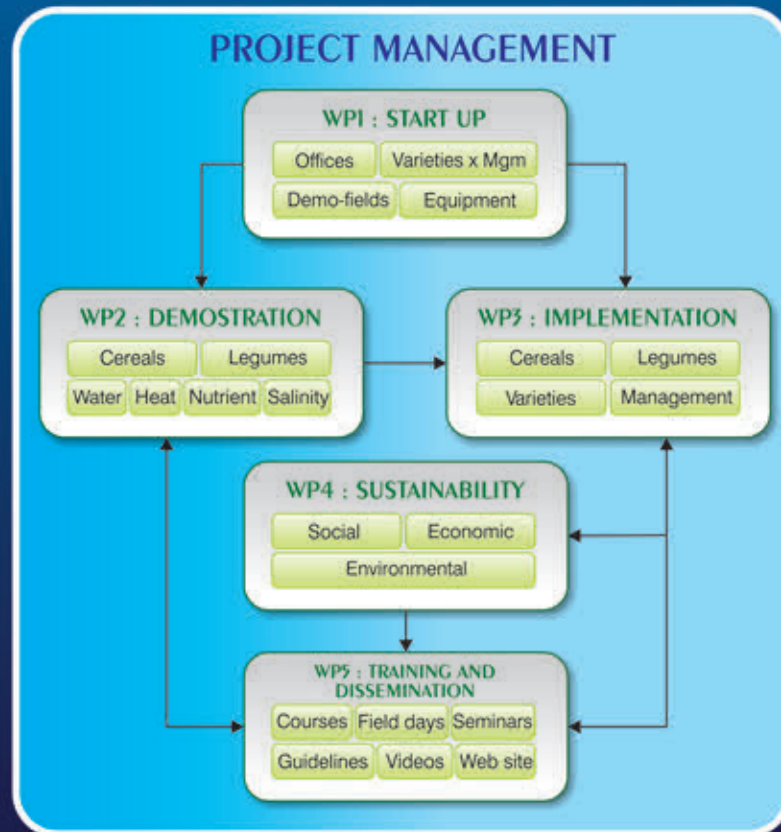 PROJECT MANAGEMENT
WP1 : START UP
Offices
Varieties x Mgm
Demo-fields
Equipment
WP2 : DEMOSTRATION
Cereals
Legumes
Water
Heat
Nutrient
Salinity
WP3 : IMPLEMENTATION
Cereals
Legumes
Varieties
Management
WP4 : SUSTAINABILITY
Social
Economic
Environmental
WP5 : TRAINING AND
DISSEMINATION
Courses
Field days
Seminars
Guidelines
Videos
Web site